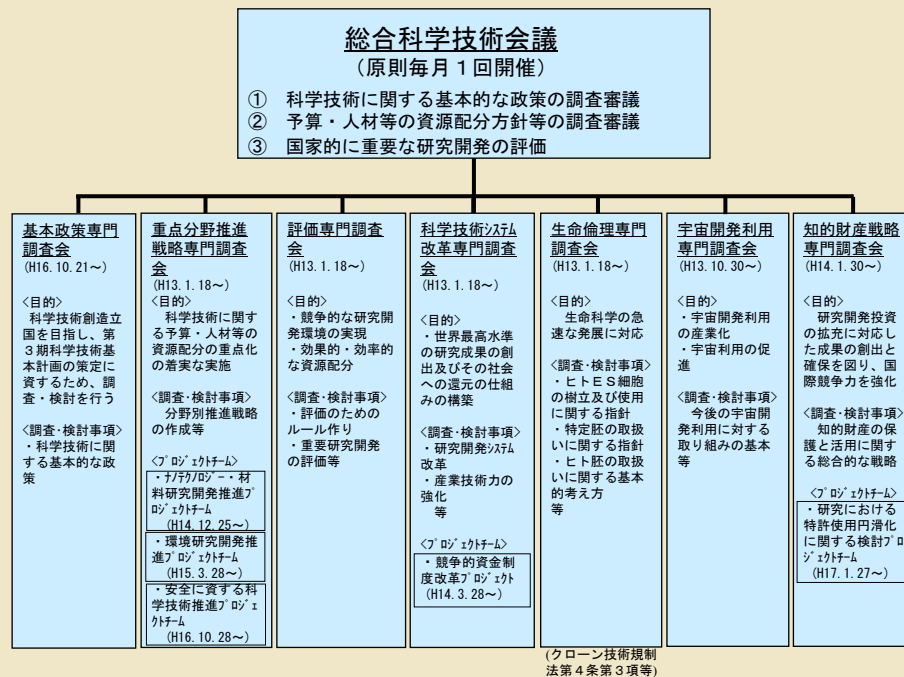 総合科学技術会議
（原則毎月１回開催）
①　科学技術に関する基本的な政策の調査審議
②　予算・人材等の資源配分方針等の調査審議
③　国家的に重要な研究開発の評価
基本政策専門
調査会
(H16.10.21～)
<目的>
科学技術創造立
国を目指し、第
３期科学技術基
本計画の策定に
資するため、調
査・検討を行う
<調査･検討事項>
・科学技術に関
する基本的な政
策
重点分野推進
戦略専門調査
会
(H13.1.18～)
<目的>
科学技術に関す
る予算・人材等の
資源配分の重点化
の着実な実施
<調査･検討事項>
分野別推進戦略
の作成等
<ﾌﾟﾛｼﾞｪｸﾄﾁｰﾑ>
・ﾅﾉﾃｸﾉﾛｼﾞｰ・材
料研究開発推進ﾌﾟ
ﾛｼﾞｪｸﾄﾁｰﾑ
(H14.12.25～)
・環境研究開発推
進ﾌﾟﾛｼﾞｪｸﾄﾁｰﾑ
(H15.3.28～)
・安全に資する科
学技術推進ﾌﾟﾛｼﾞｪ
ｸﾄﾁｰﾑ
(H16.10.28～)
評価専門調査
会
(H13.1.18～)
<目的>
・競争的な研究開
発環境の実現
・効果的・効率的
な資源配分
<調査･検討事項>
・評価のための
ルール作り
・重要研究開発
の評価等
科学技術ｼｽﾃﾑ
改革専門調査
会
(H13.1.18～)
<目的>
・世界最高水準
の研究成果の創
出及びその社会
への還元の仕組
みの構築
<調査･検討事項>
・研究開発ｼｽﾃﾑ
改革
・産業技術力の
強化
等
<ﾌﾟﾛｼﾞｪｸﾄﾁｰﾑ>
・競争的資金制
度改革ﾌﾟﾛｼﾞｪｸﾄ
(H14.3.28～)
生命倫理専門
調査会
(H13.1.18～)
<目的>
生命科学の急
速な発展に対応
<調査･検討事項>
・ヒトＥＳ細胞
の樹立及び使用
に関する指針
・特定胚の取扱
いに関する指針
・ヒト胚の取扱
いに関する基本
的考え方
等
(クローン技術規制
法第４条第３項等)
宇宙開発利用
専門調査会
(H13.10.30～)
<目的>
・宇宙開発利用
の産業化
・宇宙利用の促
進
<調査･検討事項>
今後の宇宙開
発利用に対する
取り組みの基本
等
知的財産戦略
専門調査会
(H14.1.30～)
<目的>
研究開発投資
の拡充に対応し
た成果の創出と
確保を図り、国
際競争力を強化
<調査･検討事項>
知的財産の保
護と活用に関す
る総合的な戦略
<ﾌﾟﾛｼﾞｪｸﾄﾁｰﾑ>
・研究における
特許使用円滑化
に関する検討ﾌﾟﾛ
ｼﾞｪｸﾄﾁｰﾑ
(H17.1.27～)